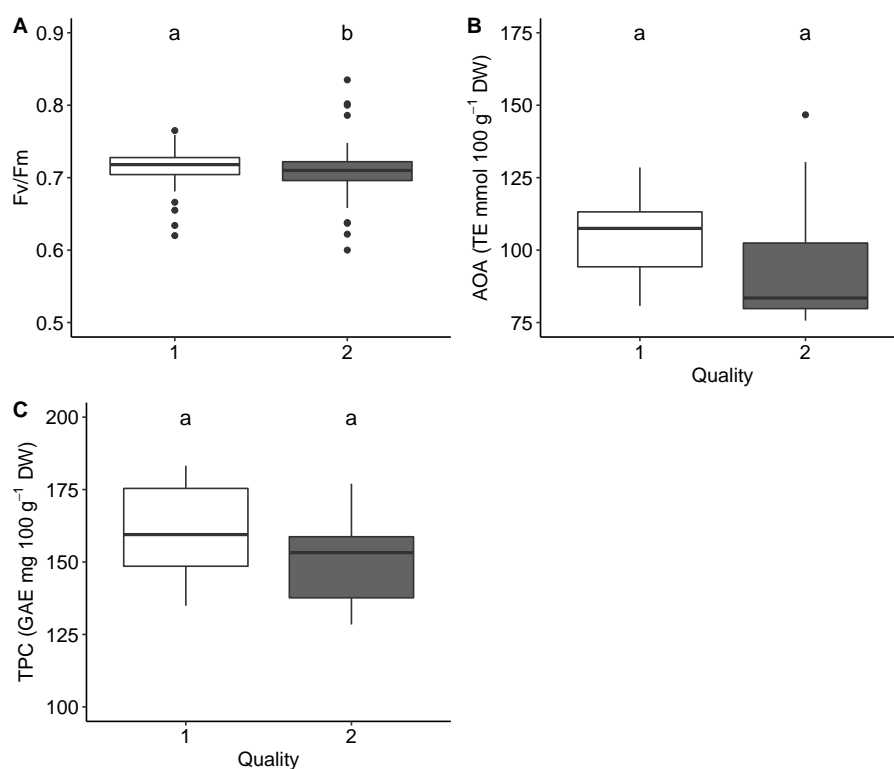 A
a
b
0.9
0.8
0.7
0.6
0.5
Fv/Fm
1
2
B
a
a
175
150
125
100
75
AOA (TE mmol 100 g⁻¹ DW)
1
2
Quality
C
a
a
200
175
150
125
100
TPC (GAE mg 100 g⁻¹ DW)
1
2
Quality